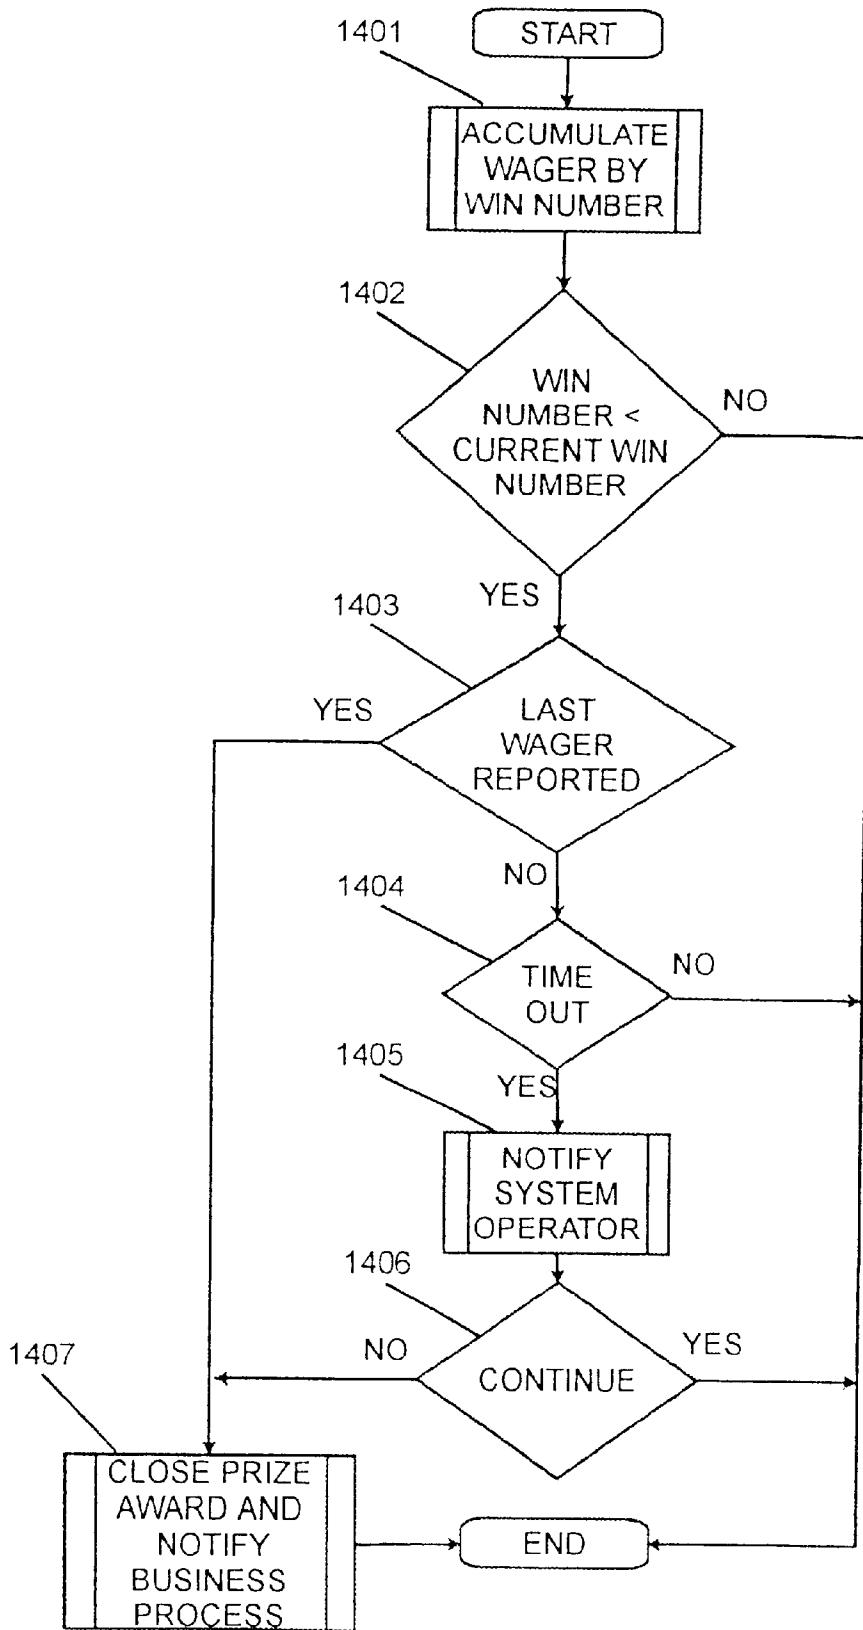 1401
START
ACCUMULATE
WAGER BY
WIN NUMBER
1402
WIN
NUMBER <
CURRENT WIN
NUMBER
NO
YES
1403
YES
LAST
WAGER
REPORTED
NO
1404
TIME
OUT
NO
1405
YES
NOTIFY
SYSTEM
OPERATOR
1406
NO
CONTINUE
YES
1407
CLOSE PRIZE
AWARD AND
NOTIFY
BUSINESS
PROCESS
END